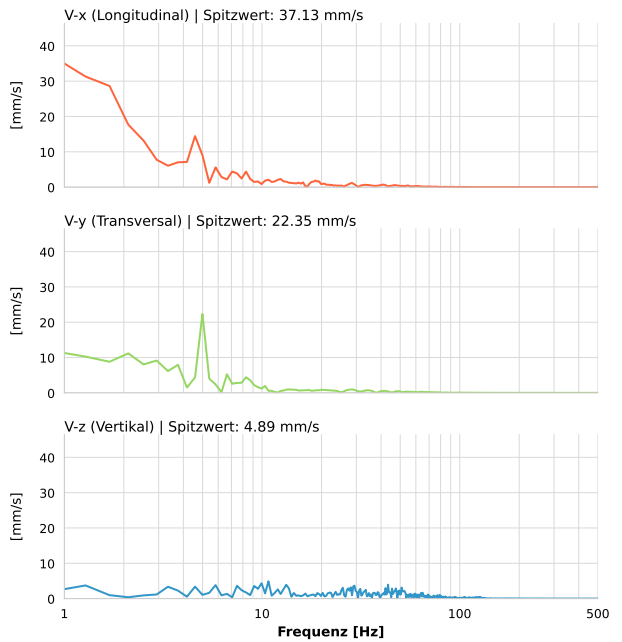 V-x (Longitudinal) | Spitzwert: 37.13 mm/s
40
30
20
10
0
[mm/s]
V-y (Transversal) | Spitzwert: 22.35 mm/s
40
30
20
10
0
[mm/s]
V-z (Vertikal) | Spitzwert: 4.89 mm/s
40
30
20
10
0
[mm/s]
1 10 100 500
Frequenz [Hz]